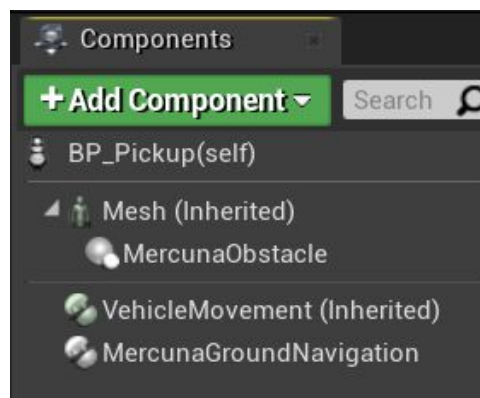 Components
+ Add Component Search
BP_Pickup(self)
Mesh (Inherited)
MercunaObstacle
VehicleMovement (Inherited)
MercunaGroundNavigation